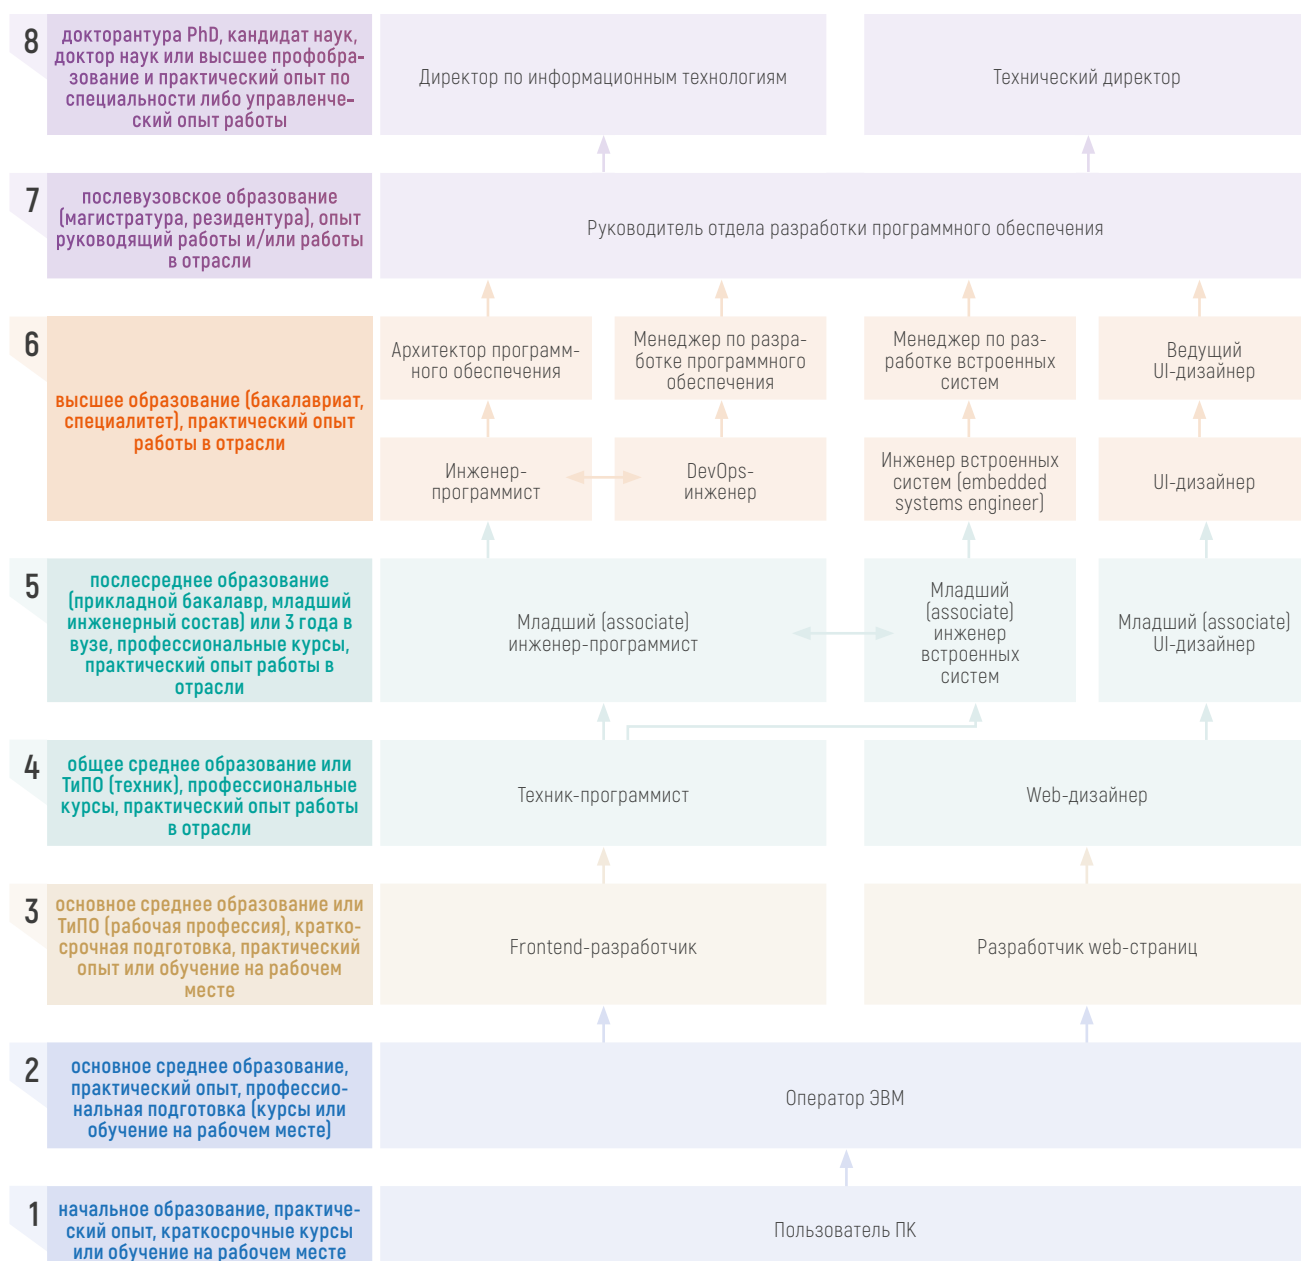 8
докторантура PhD, кандидат наук,
доктор наук или высшее профобра-
зование и практический опыт по
специальности либо управленче-
ский опыт работы
Директор по информационным технологиям
Технический директор
7
послевузовское образование
(магистратура, резидентура), опыт
руководящий работы и/или работы
в отрасли
Руководитель отдела разработки программного обеспечения
6
высшее образование (бакалавриат,
специалитет), практический опыт
работы в отрасли
Архитектор программ-
ного обеспечения
Менеджер по разра-
ботке программного
обеспечения
Менеджер по раз-
работке встроенных
систем
Ведущий
UI-дизайнер
Инженер-
программист
DevOps-
инженер
Инженер встроенных
систем (embedded
systems engineer)
UI-дизайнер
5
послесреднее образование
(прикладной бакалавр, младший
инженерный состав) или 3 года в
вузе, профессиональные курсы,
практический опыт работы в
отрасли
Младший (associate)
инженер-программист
Младший
(associate)
инженер
встроенных
систем
Младший (associate)
UI-дизайнер
4
общее среднее образование или
ТиПО (техник), профессиональные
курсы, практический опыт работы
в отрасли
Техник-программист
Web-дизайнер
3
основное среднее образование или
ТиПО (рабочая профессия), кратко-
срочная подготовка, практический
опыт или обучение на рабочем
месте
Frontend-разработчик
Разработчик web-страниц
2
основное среднее образование,
практический опыт, профессио-
нальная подготовка (курсы или
обучение на рабочем месте)
Оператор ЭВМ
1
начальное образование, практиче-
ский опыт, краткосрочные курсы
или обучение на рабочем месте
Пользователь ПК